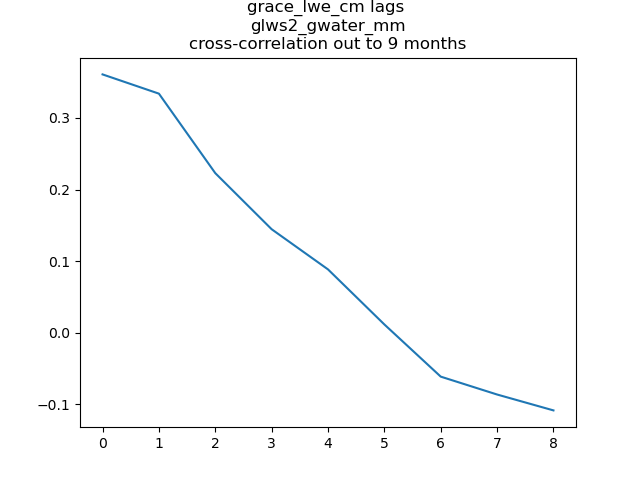 grace_lwe_cm lags
glws2_gwater_mm
cross-correlation out to 9 months
0.3
0.2
0.1
0.0
−0.1
0 1 2 3 4 5 6 7 8